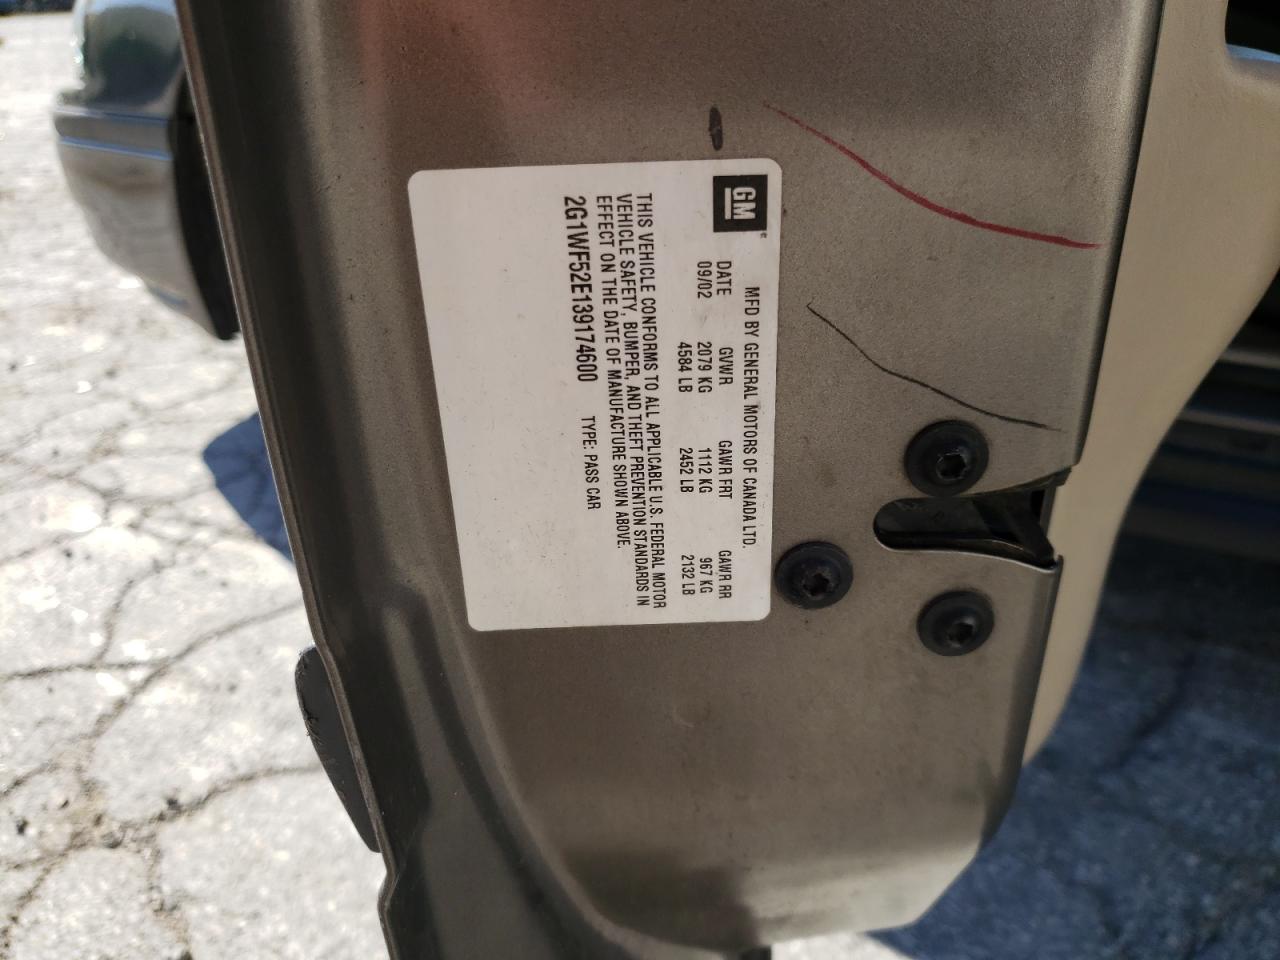 GM
MFD BY GENERAL MOTORS OF CANADA LTD.
DATE GVWR GAWR FRT GAWR RR
09/02 2079 KG 1112 KG 967 KG
4584 LB 2452 LB 2132 LB
THIS VEHICLE CONFORMS TO ALL APPLICABLE U.S. FEDERAL MOTOR
VEHICLE SAFETY, BUMPER, AND THEFT PREVENTION STANDARDS IN
EFFECT ON THE DATE OF MANUFACTURE SHOWN ABOVE.
2G1WF52E139174600 TYPE: PASS CAR